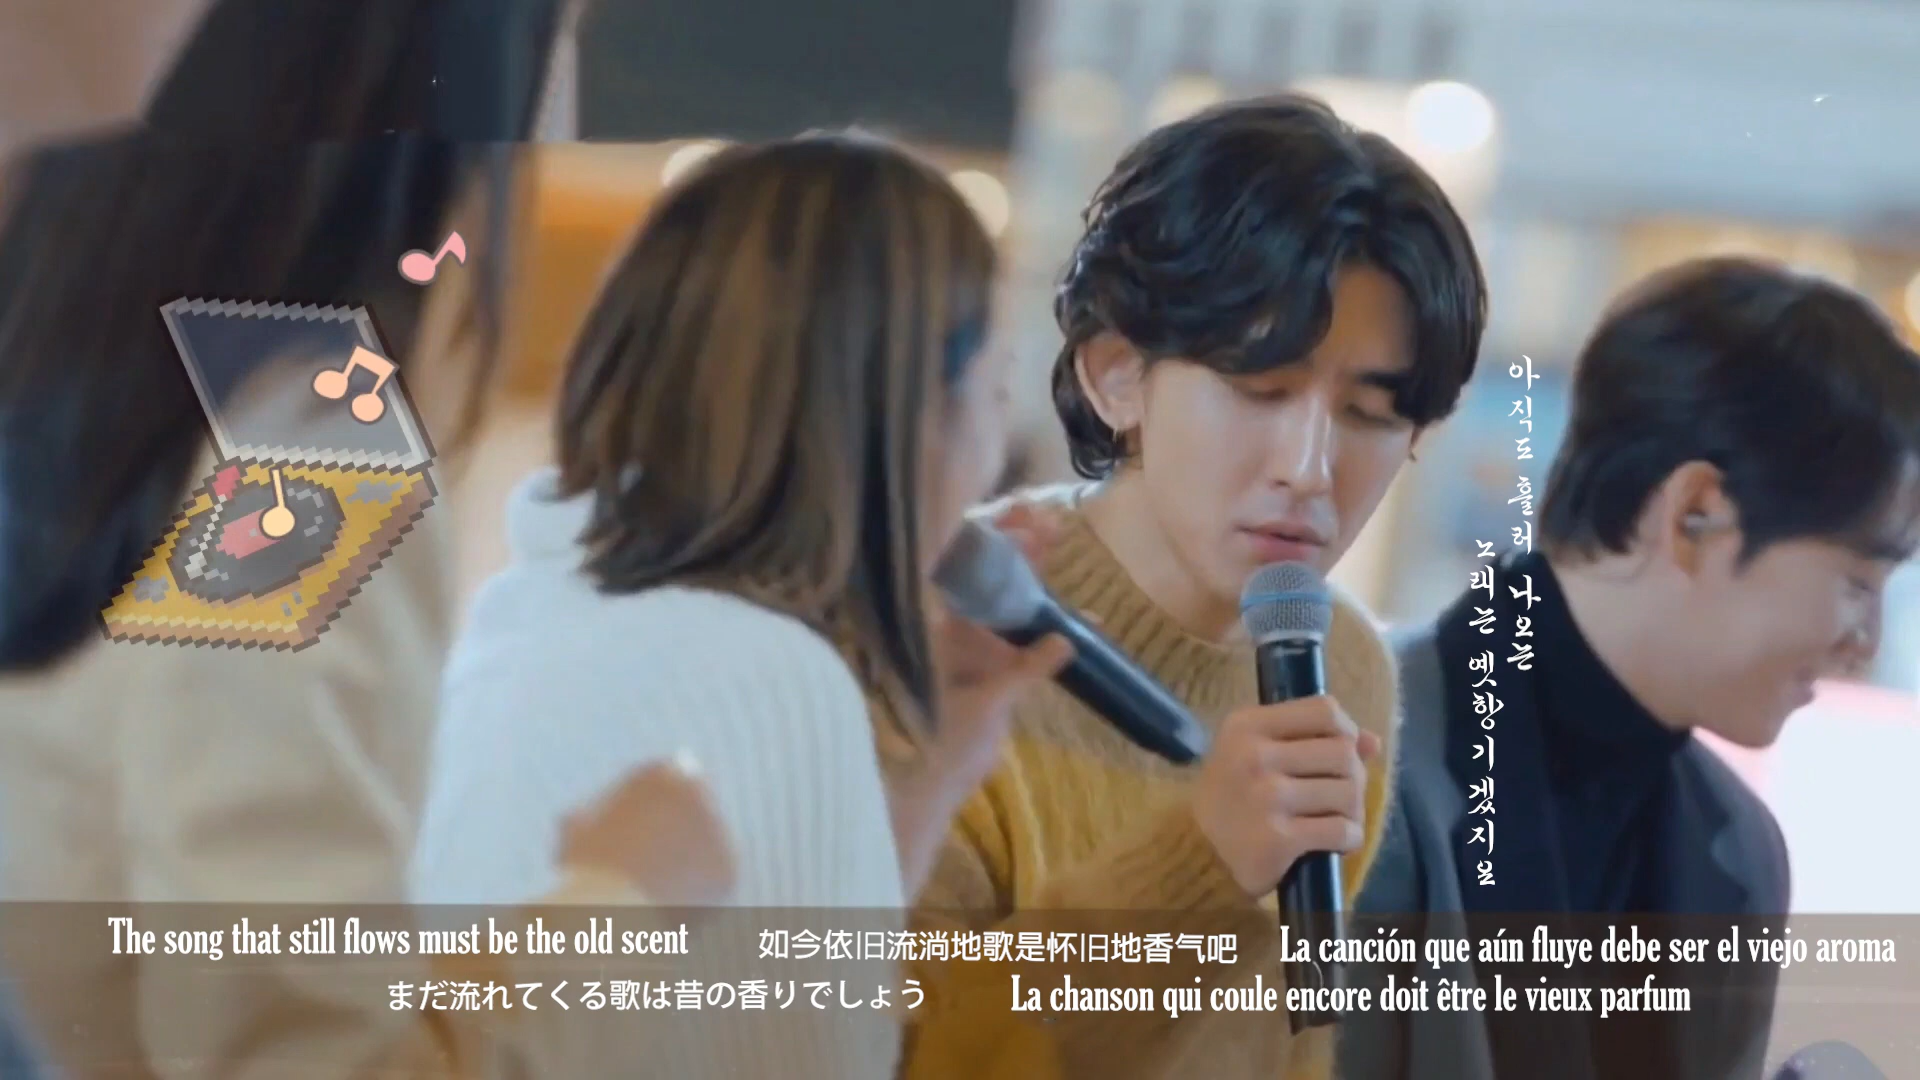 아직도 흘러 나오는
노래는 옛향기겠지요
The song that still flows must be the old scent
如今依旧流淌地歌是怀旧地香气吧
La canción que aún fluye debe ser el viejo aroma
まだ流れてくる歌は昔の香りでしょう
La chanson qui coule encore doit être le vieux parfum